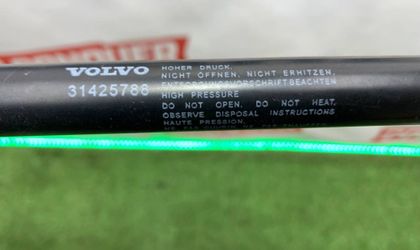 VOLVO
31425788
HOHER DRUCK.
NICHT ÖFFNEN, NICHT ERHITZEN,
HIGH PRESSURE
DO NOT OPEN, DO NOT HEAT,
OBSERVE DISPOSAL INSTRUCTIONS
HAUTE PRESSION,